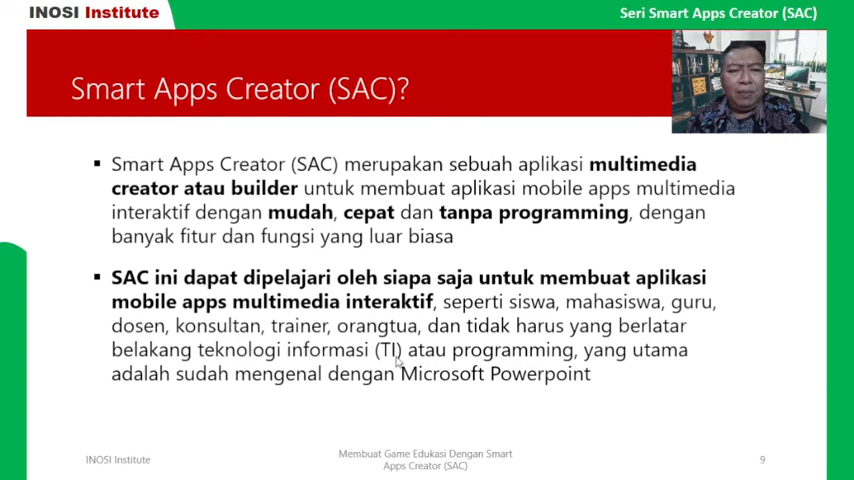 INOSI Institute
Seri Smart Apps Creator (SAC)
Smart Apps Creator (SAC)?
▪ Smart Apps Creator (SAC) merupakan sebuah aplikasi multimedia
creator atau builder untuk membuat aplikasi mobile apps multimedia
interaktif dengan mudah, cepat dan tanpa programming, dengan
banyak fitur dan fungsi yang luar biasa
▪ SAC ini dapat dipelajari oleh siapa saja untuk membuat aplikasi
mobile apps multimedia interaktif, seperti siswa, mahasiswa, guru,
dosen, konsultan, trainer, orangtua, dan tidak harus yang berlatar
belakang teknologi informasi (TI) atau programming, yang utama
adalah sudah mengenal dengan Microsoft Powerpoint
INOSI Institute
Membuat Game Edukasi Dengan Smart
Apps Creator (SAC)
9